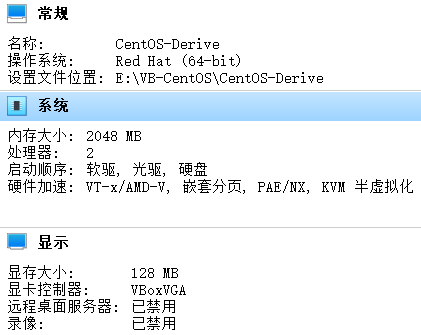 常规
名称: CentOS-Derive
操作系统: Red Hat (64-bit)
设置文件位置: E:\VB-CentOS\CentOS-Derive
系统
内存大小: 2048 MB
处理器: 2
启动顺序: 软驱, 光驱, 硬盘
硬件加速: VT-x/AMD-V, 嵌套分页, PAE/NX, KVM 半虚拟化
显示
显存大小: 128 MB
显卡控制器: VBoxVGA
远程桌面服务器: 已禁用
录像: 已禁用